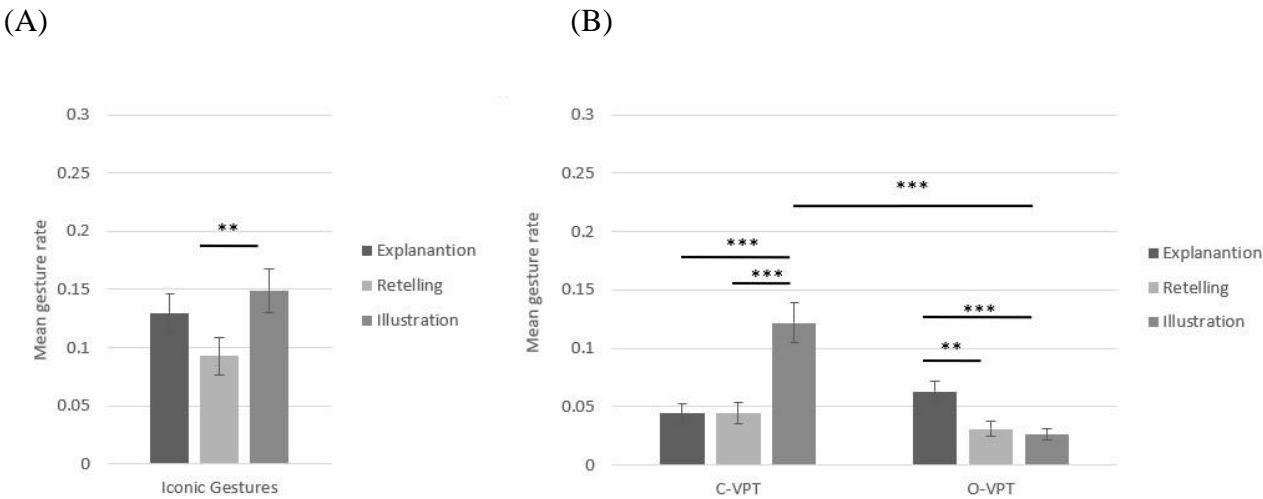 (A)
Mean gesture rate
0.3
0.25
0.2
0.15
0.1
0.05
0
**
Iconic Gestures
Explanantion
Retelling
Illustration
(B)
Mean gesture rate
0.3
0.25
0.2
0.15
0.1
0.05
0
***
***
***
***
**
C-VPT
O-VPT
Explanantion
Retelling
Illustration